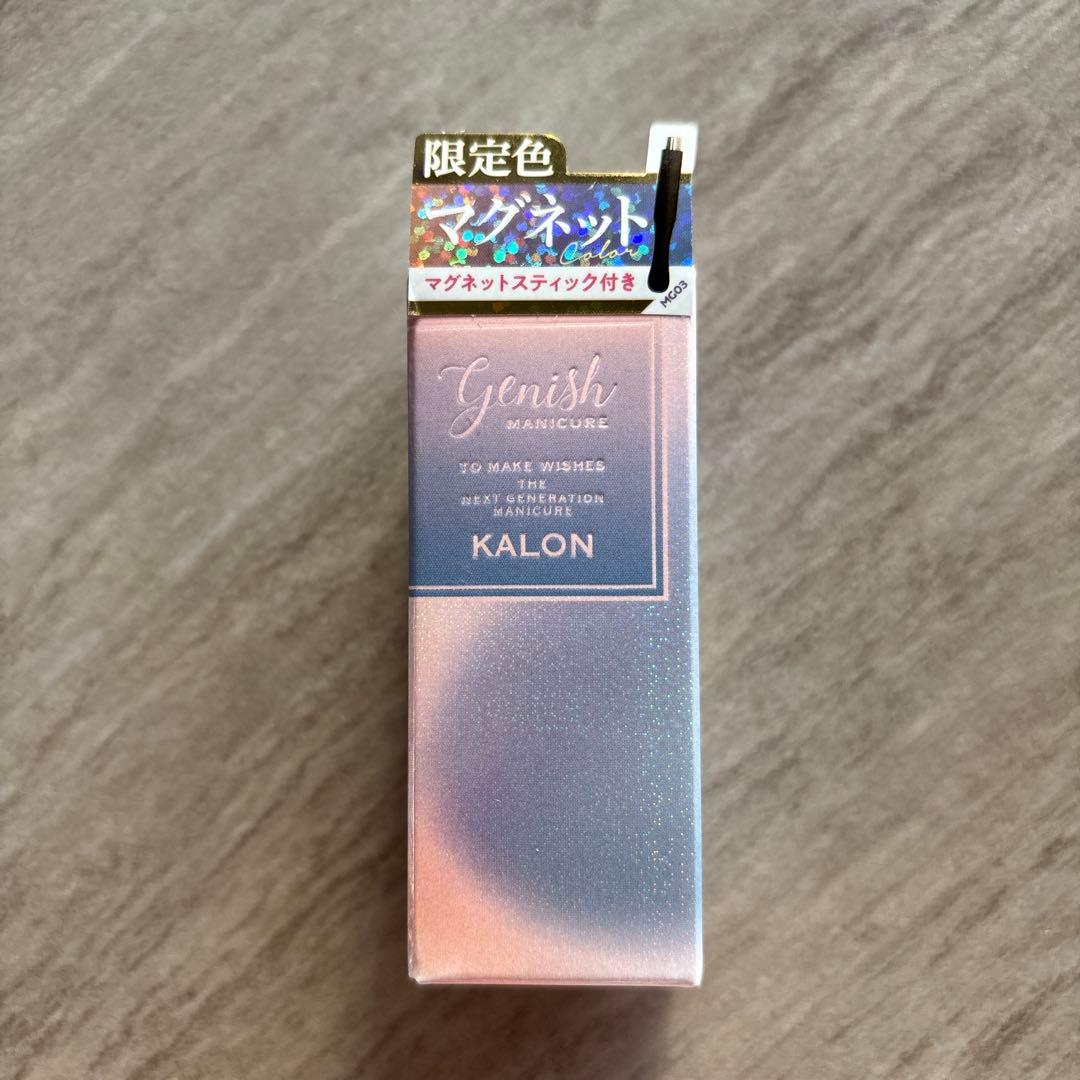 限定色
マグネット
Color
マグネットスティック付き
MG03
Genish
MANICURE
TO MAKE WISHES
THE
NEXT GENERATION
MANICURE
KALON